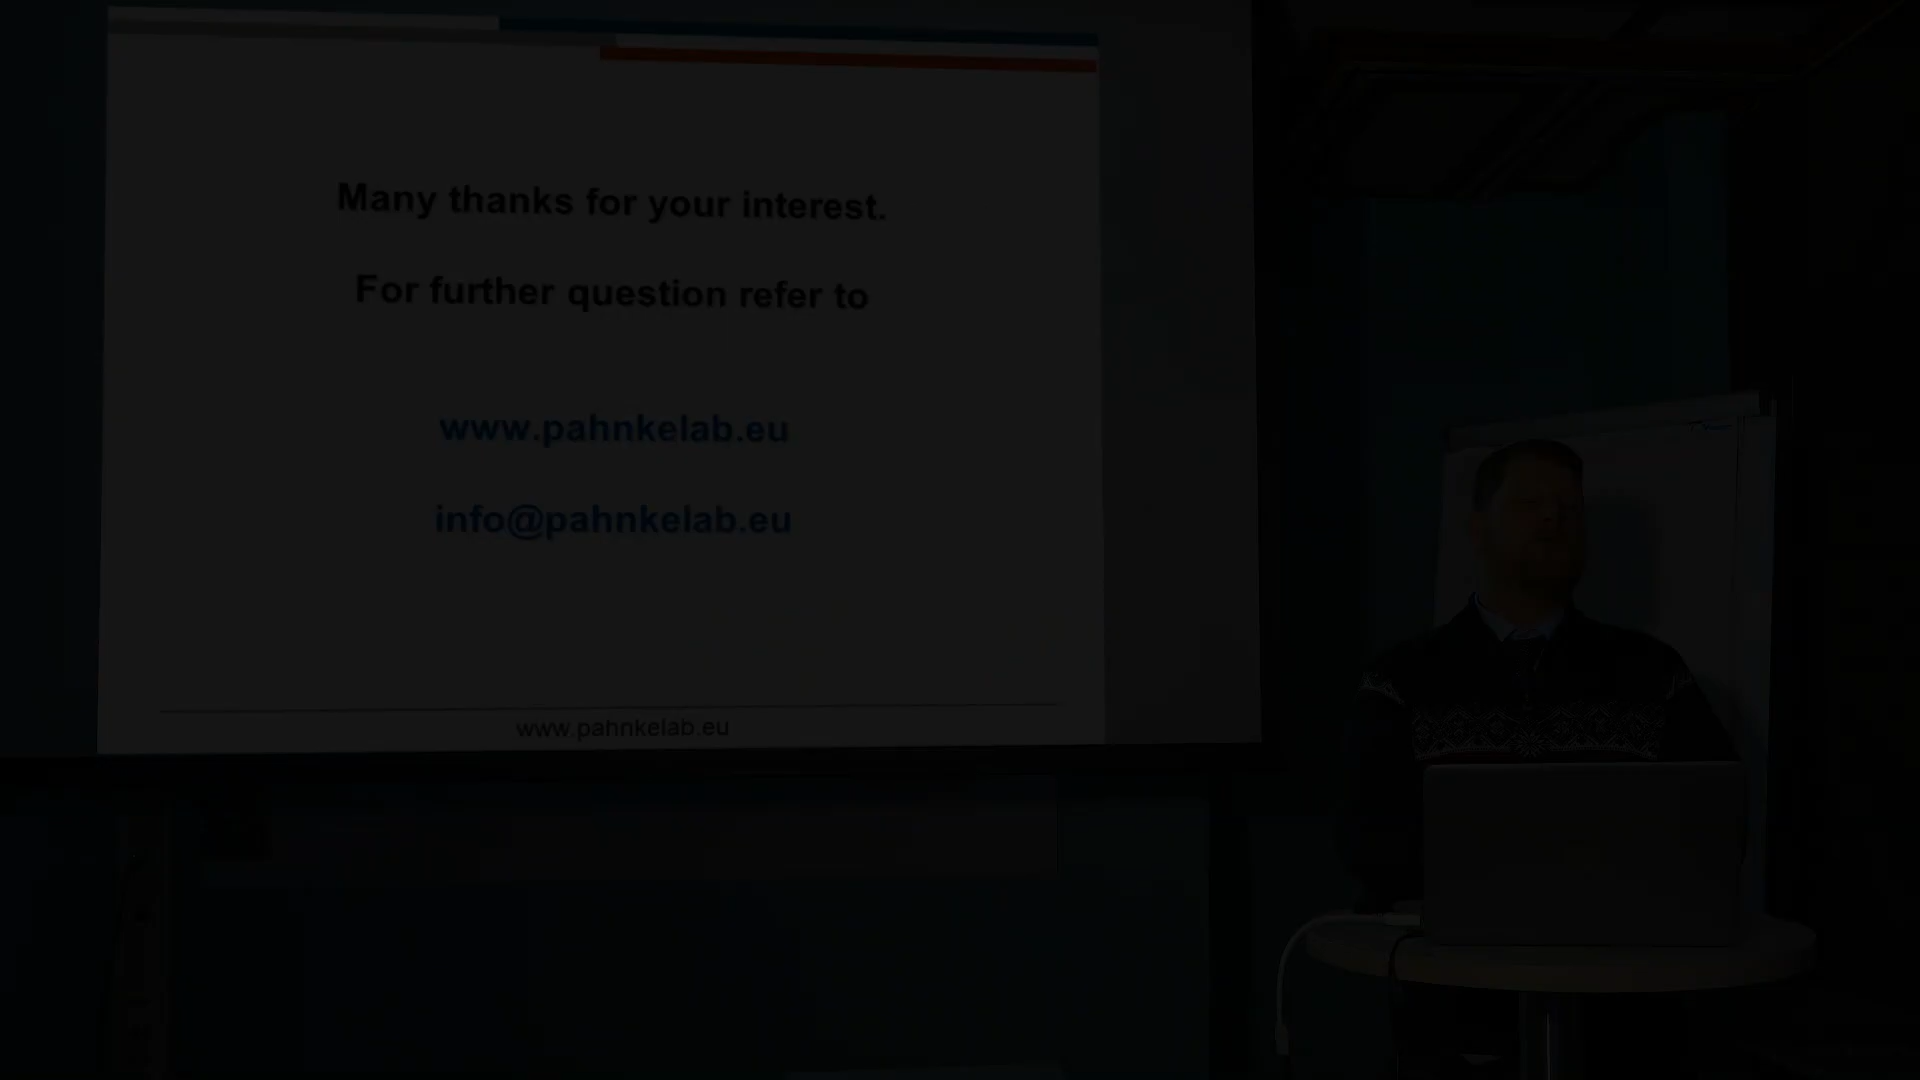 Many thanks for your interest.
For further question refer to
www.pahnkelab.eu
info@pahnkelab.eu
www.pahnkelab.eu